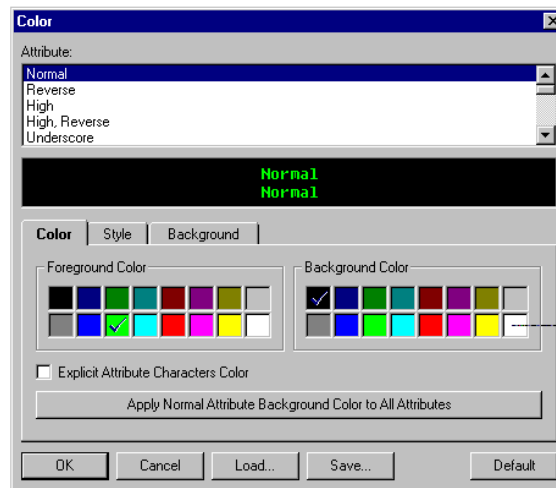 Color
Attribute:
Normal
Reverse
High
High, Reverse
Underscore
Normal
Normal
Color Style Background
Foreground Color Background Color
Explicit Attribute Characters Color
Apply Normal Attribute Background Color to All Attributes
OK Cancel Load... Save... Default